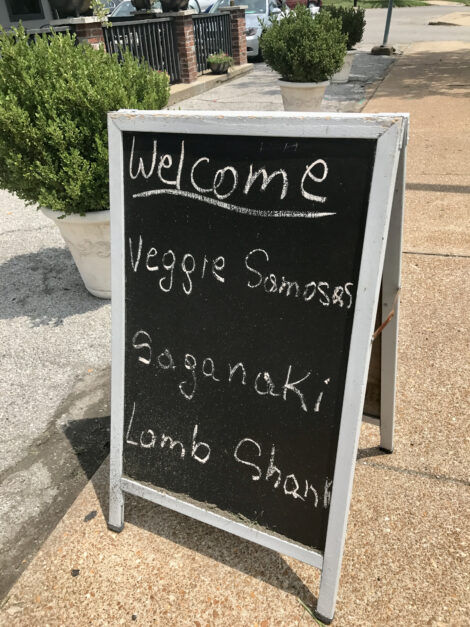 Welcome
Veggie Samosas
Saganaki
Lamb Shank